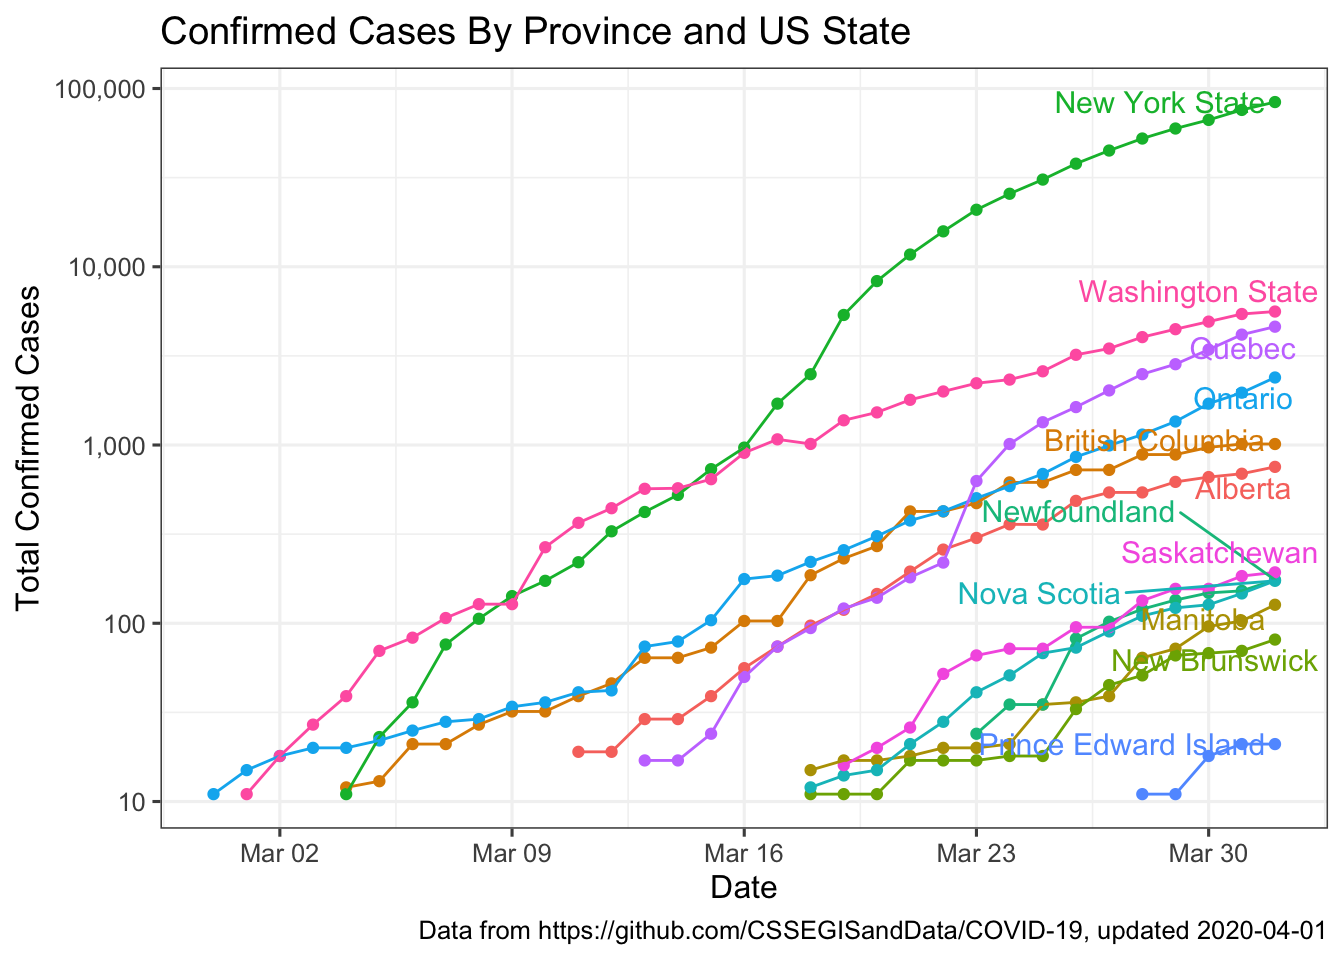 Confirmed Cases By Province and US State
Total Confirmed Cases
100,000
10,000
1,000
100
10
New York State
Washington State
Quebec
Ontario
British Columbia
Alberta
Newfoundland
Saskatchewan
Nova Scotia
Manitoba
New Brunswick
Prince Edward Island
Mar 02
Mar 09
Mar 16
Mar 23
Mar 30
Date
Data from https://github.com/CSSEGISandData/COVID-19, updated 2020-04-01